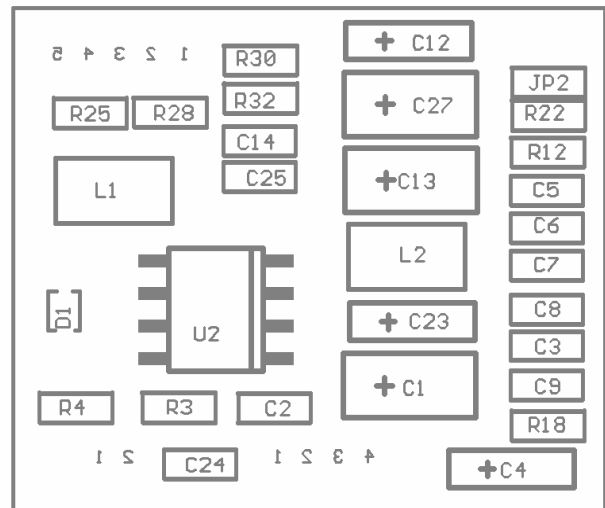 5 4 3 2 1
R30
C12
R32
C27
JP2
R25
R28
R22
C14
R12
L1
C25
C13
C5
C6
L2
C7
D1
U2
C23
C8
C3
C1
C9
R4
R3
C2
R18
1 2
C24
1 2 3 4
C4